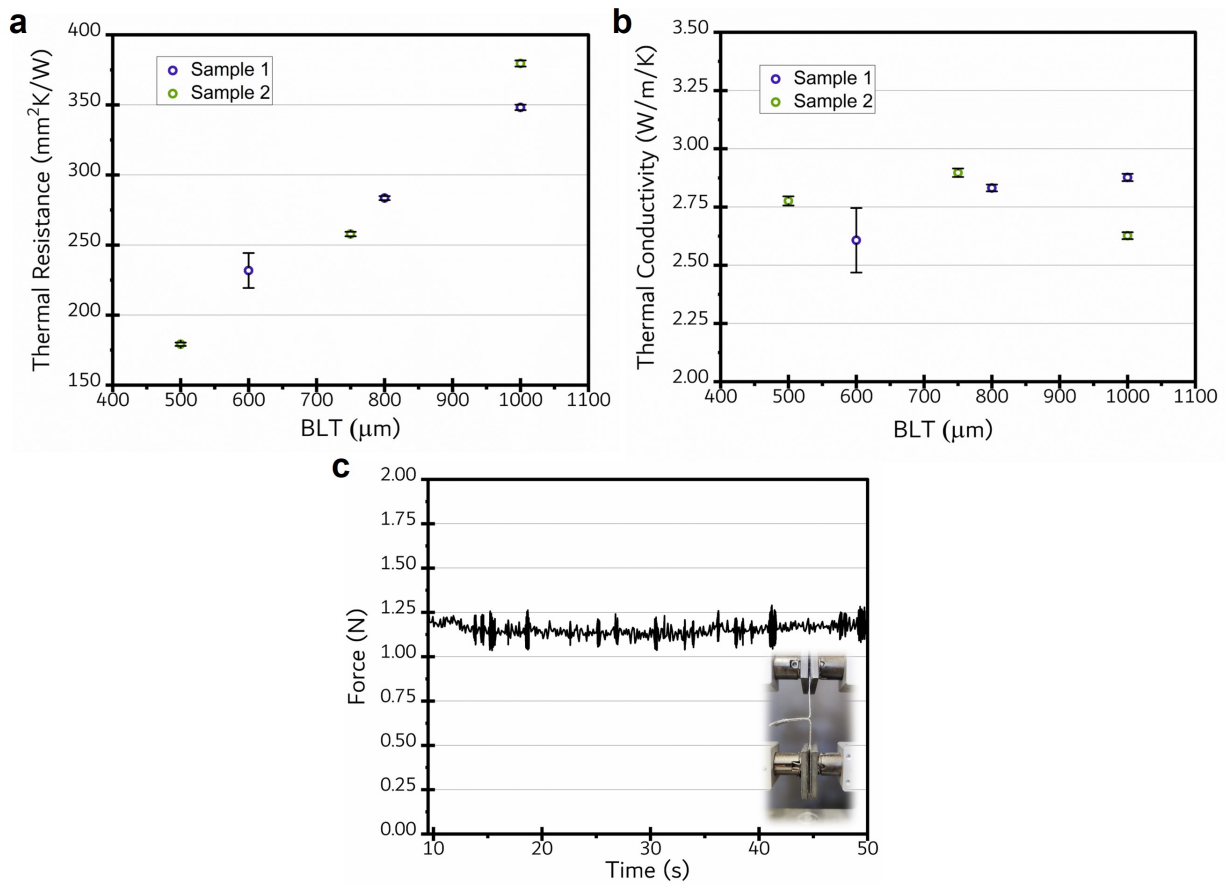 a
400
350
300
250
200
150
Thermal Resistance (mm²K/W)
Sample 1
Sample 2
400 500 600 700 800 900 1000 1100
BLT (μm)
b
3.50
3.25
3.00
2.75
2.50
2.25
2.00
Thermal Conductivity (W/m/K)
Sample 1
Sample 2
400 500 600 700 800 900 1000 1100
BLT (μm)
c
2.00
1.75
1.50
1.25
1.00
0.75
0.50
0.25
0.00
Force (N)
10 20 30 40 50
Time (s)